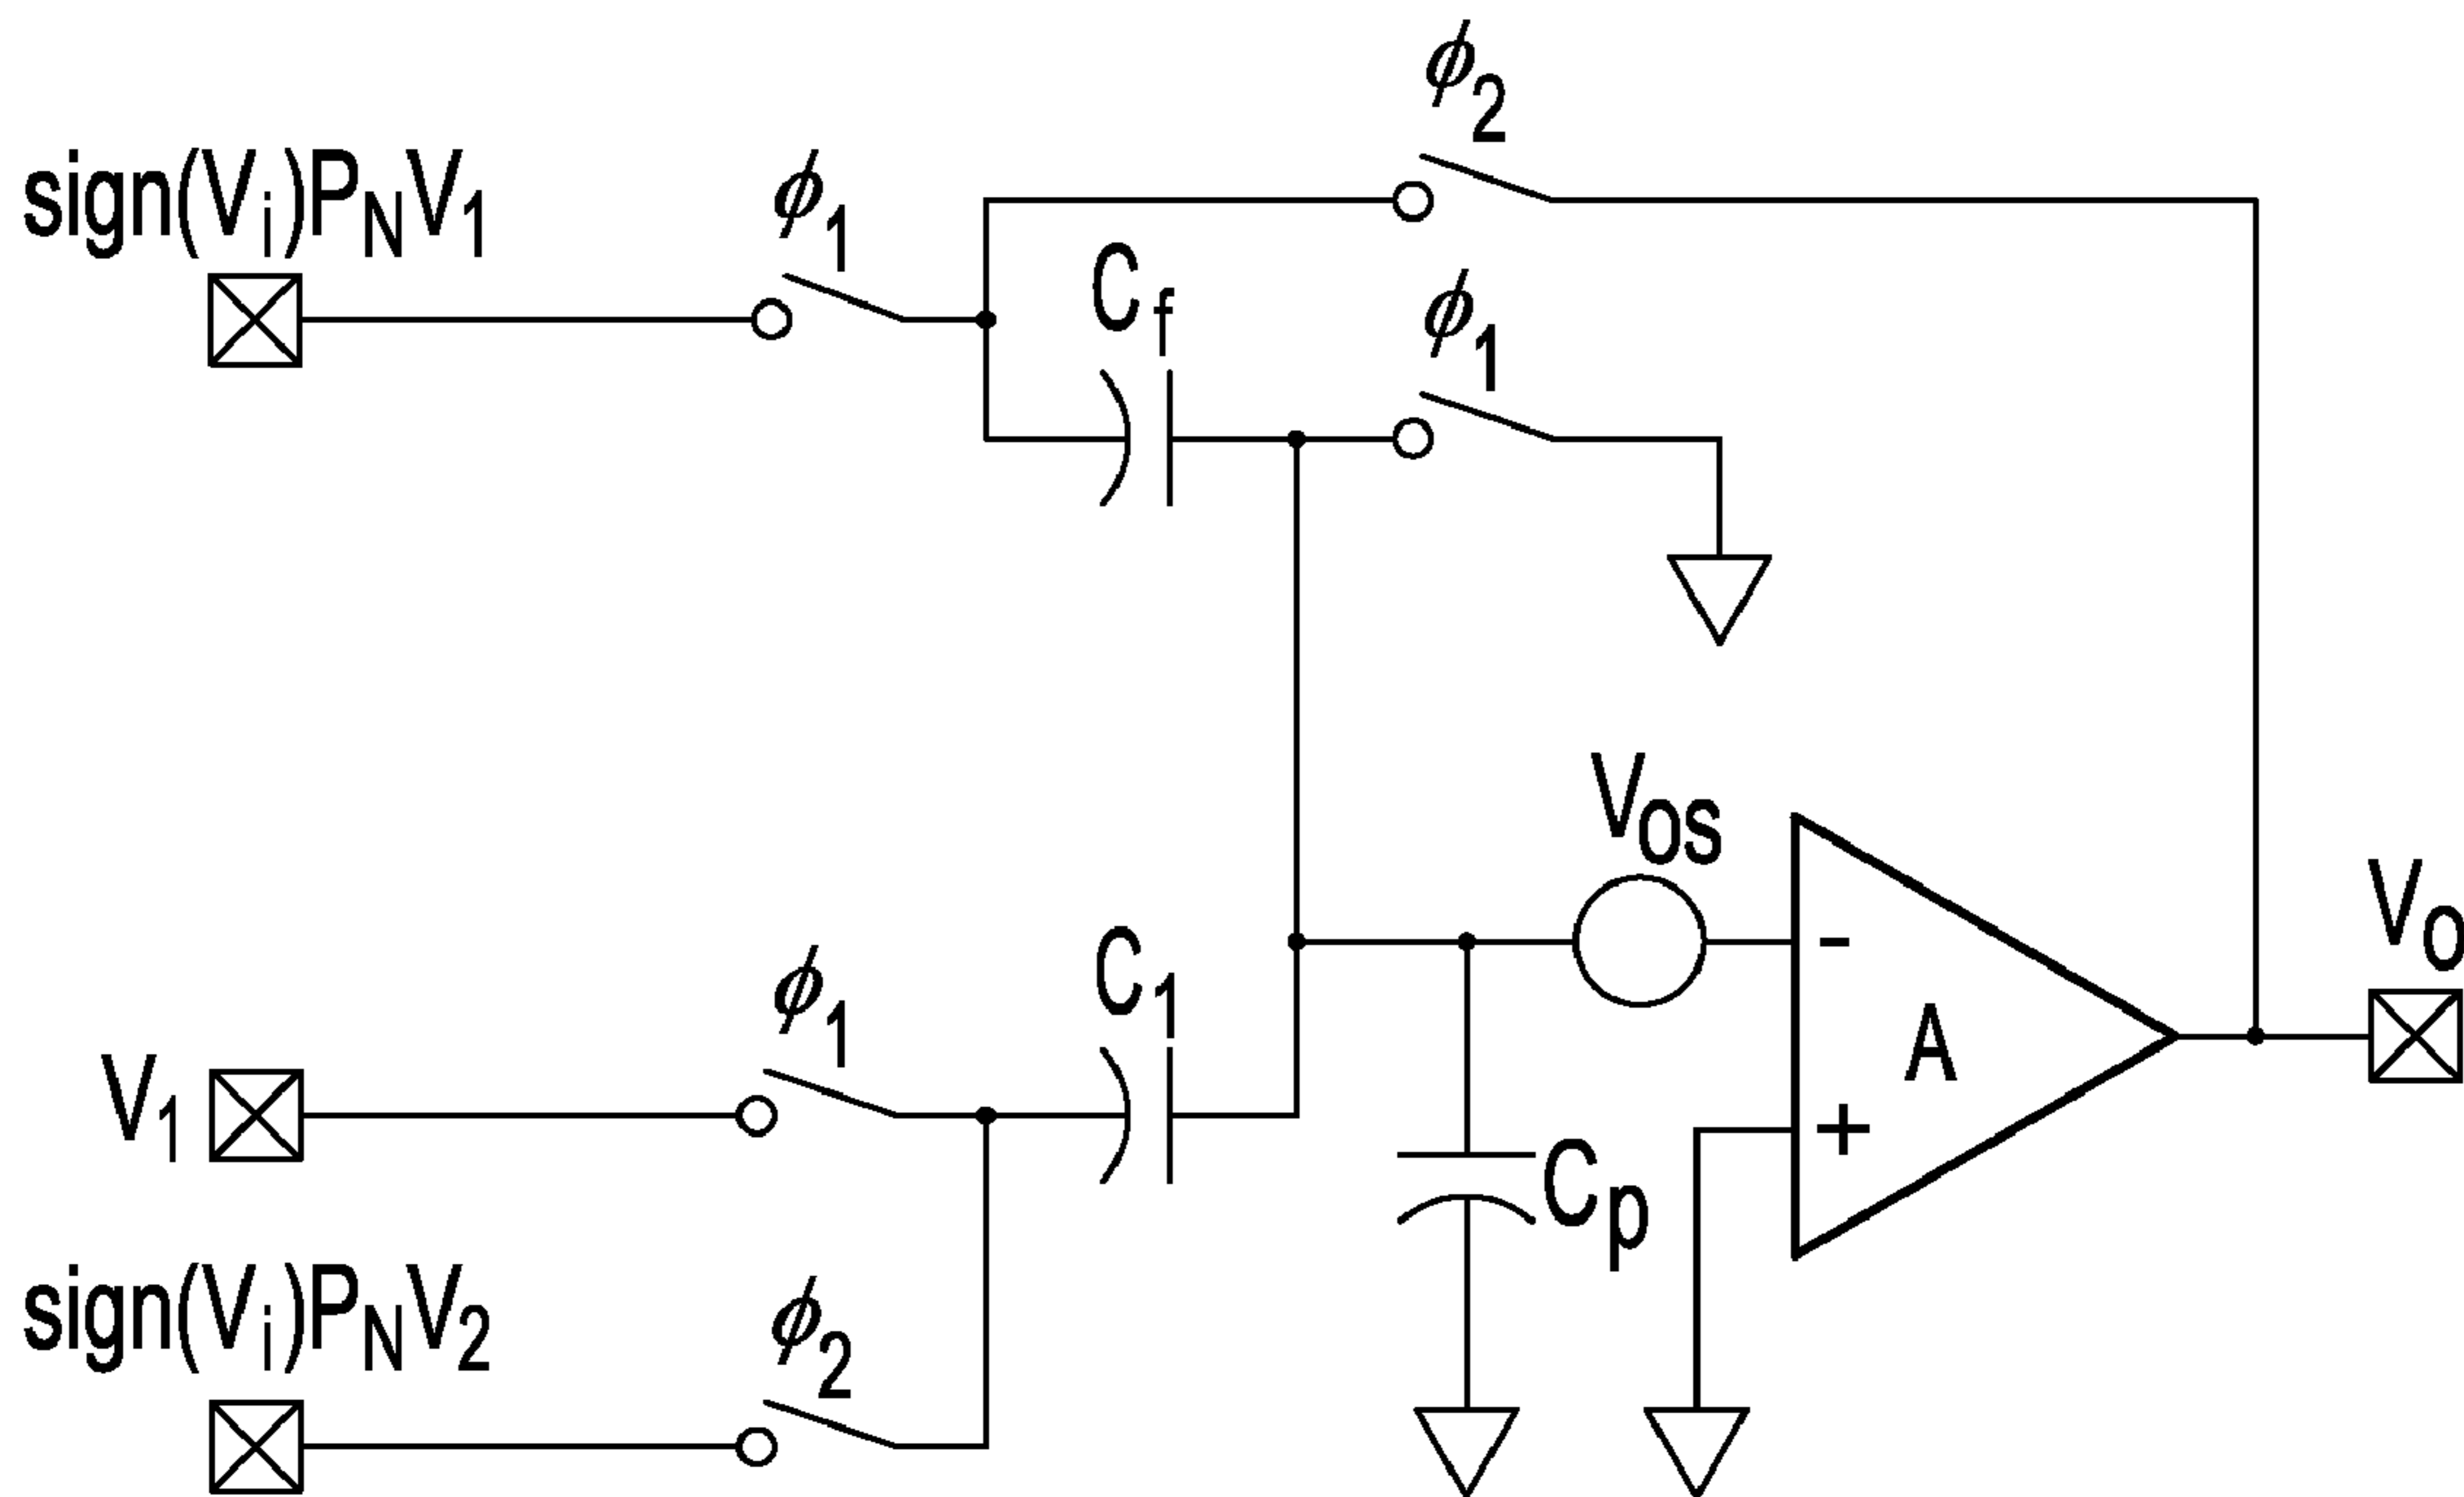 ϕ2
sign(Vi)PNV1
ϕ1
Cf
ϕ1
VOS
VO
C1
ϕ1
-
A
V1
+
Cp
sign(Vi)PNV2
ϕ2